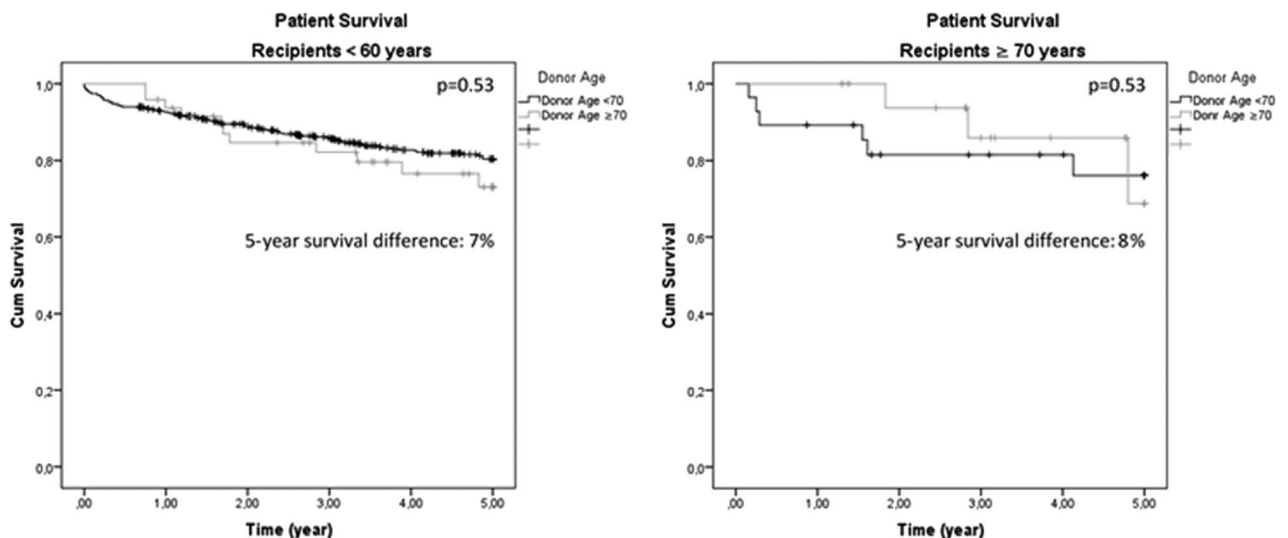 Patient Survival
Recipients < 60 years
p=0.53
Donor Age
Donor Age <70
Donor Age ≥70
5-year survival difference: 7%
Cum Survival
1,0
0,8
0,6
0,4
0,2
0,0
,00 1,00 2,00 3,00 4,00 5,00
Time (year)
Patient Survival
Recipients ≥ 70 years
p=0.53
Donor Age
Donor Age <70
Donr Age ≥70
5-year survival difference: 8%
Cum Survival
1,0
0,8
0,6
0,4
0,2
0,0
,00 1,00 2,00 3,00 4,00 5,00
Time (year)